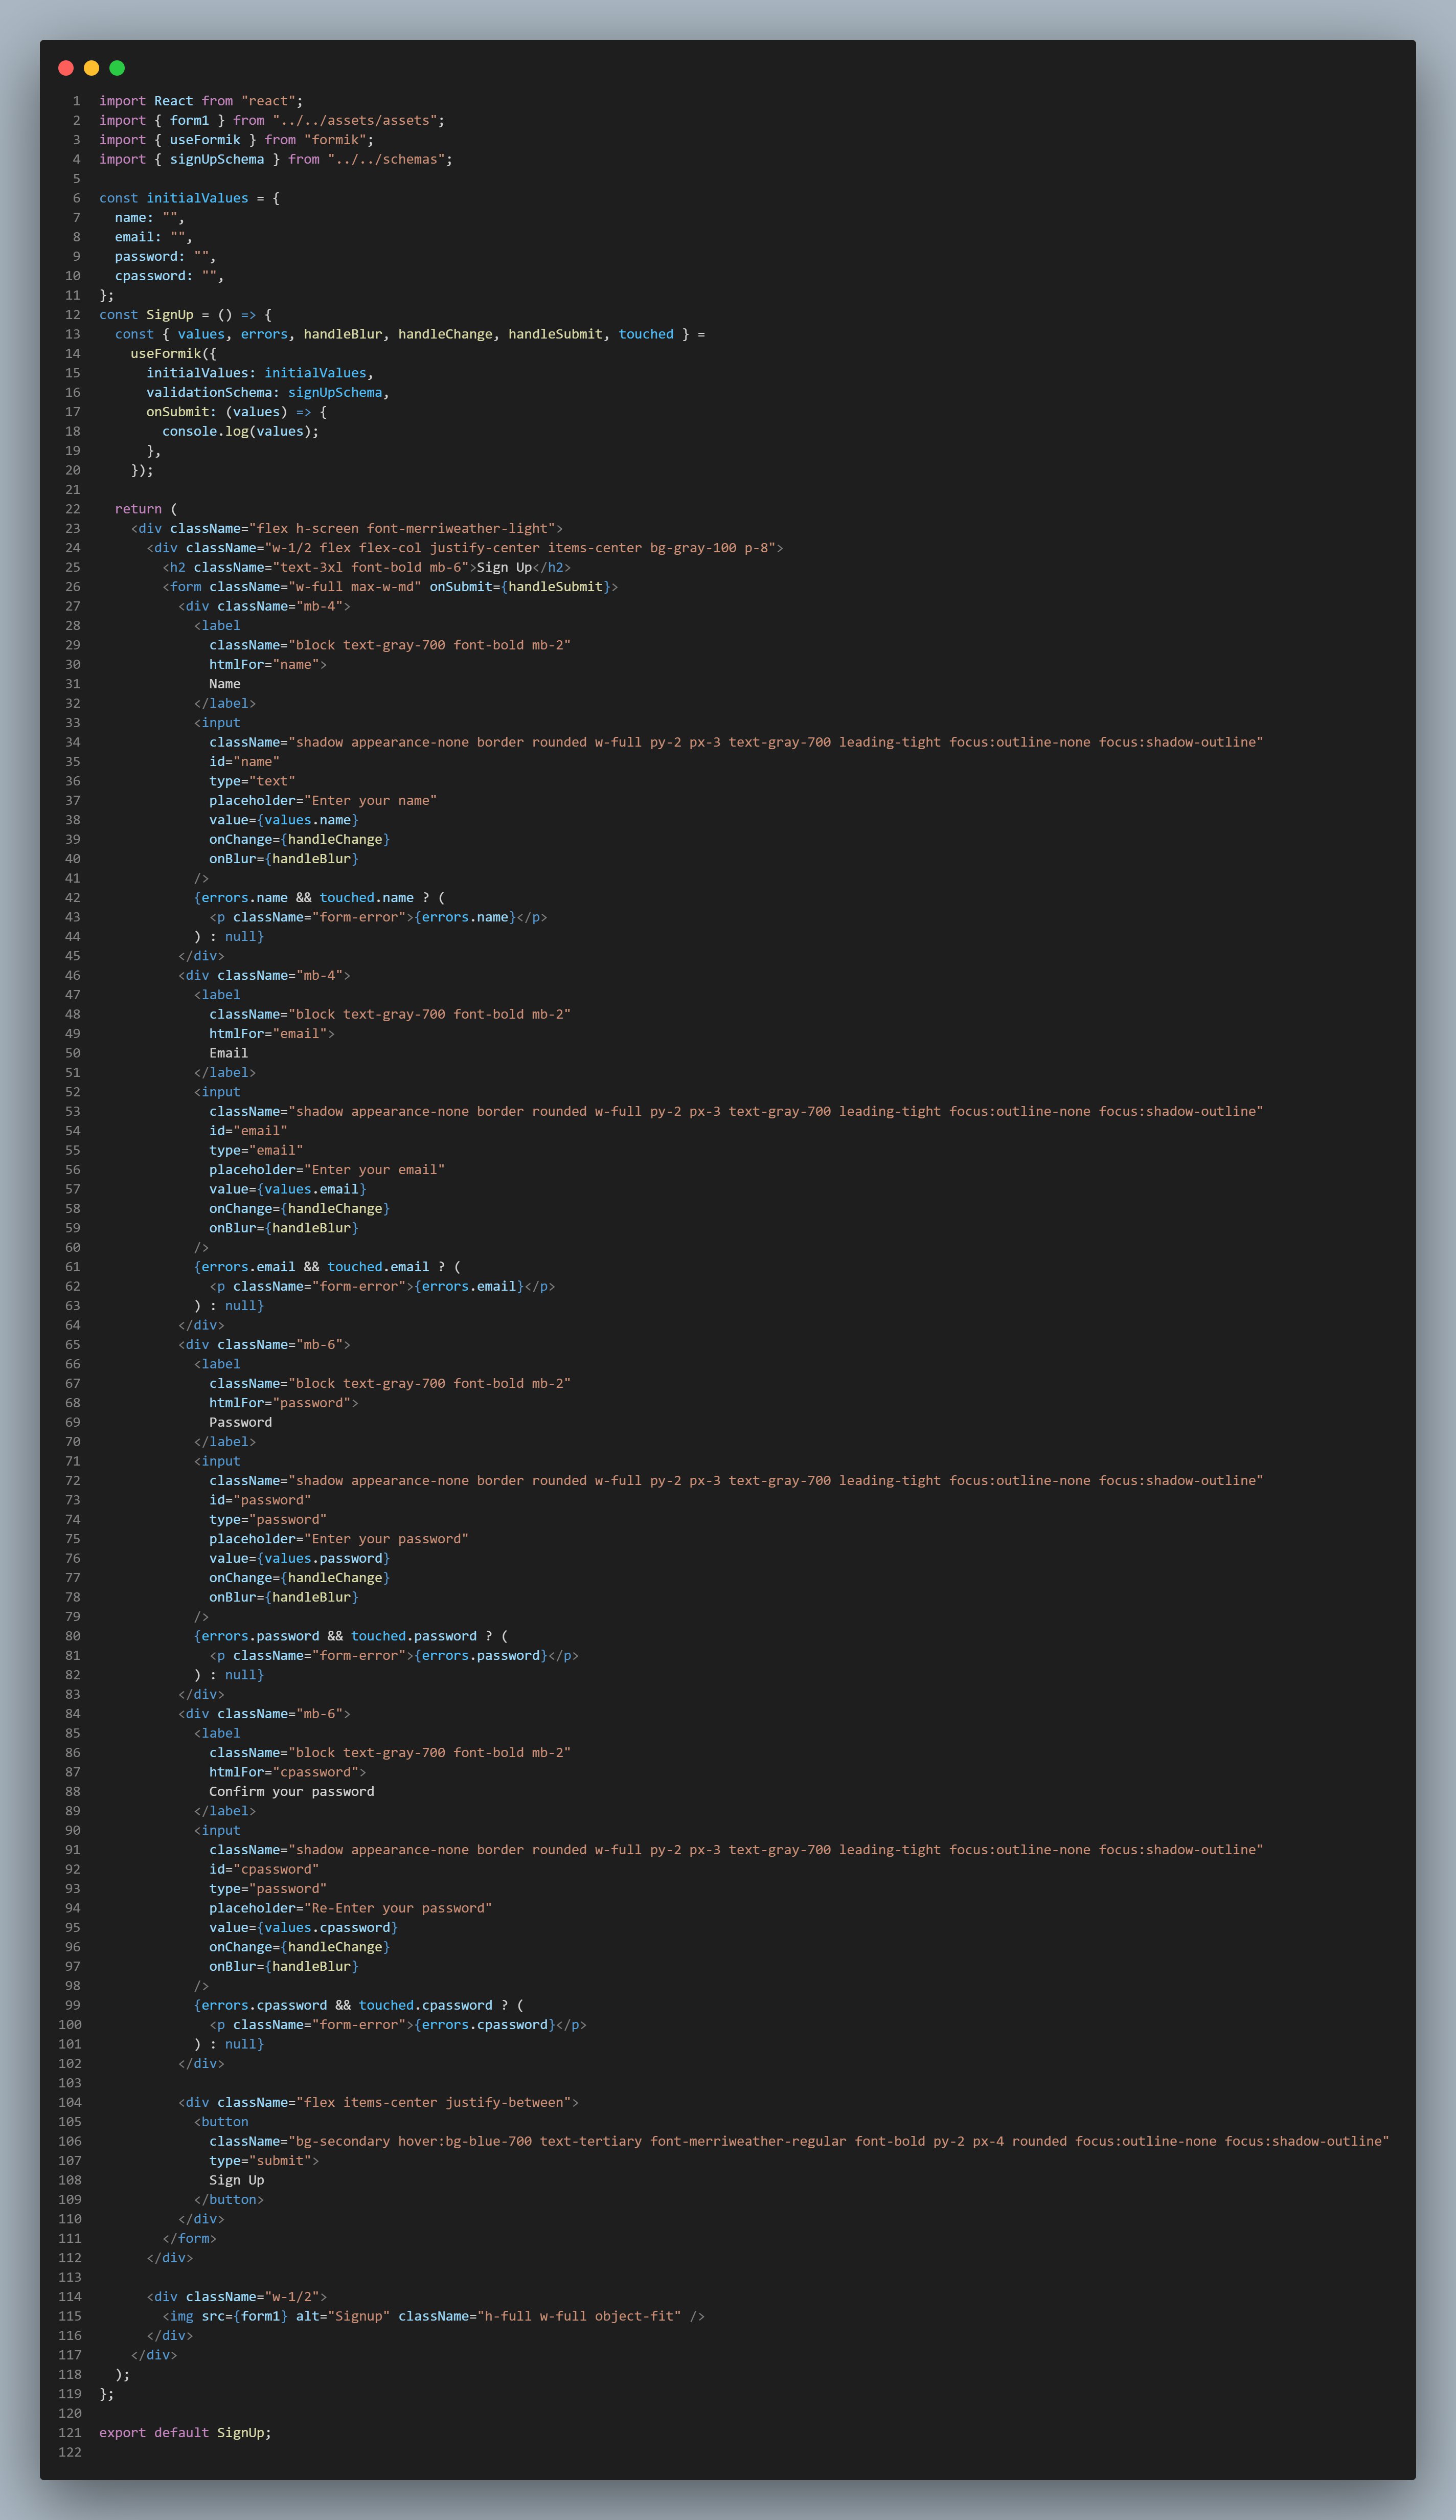 1 import React from "react";
2 import { form1 } from "../../assets/assets";
3 import { useFormik } from "formik";
4 import { signUpSchema } from "../../schemas";
5
6 const initialValues = {
7   name: "",
8   email: "",
9   password: "",
10   cpassword: "",
11 };
12 const SignUp = () => {
13   const { values, errors, handleBlur, handleChange, handleSubmit, touched } =
14     useFormik({
15       initialValues: initialValues,
16       validationSchema: signUpSchema,
17       onSubmit: (values) => {
18         console.log(values);
19       },
20     });
21
22   return (
23     <div className="flex h-screen font-merriweather-light">
24       <div className="w-1/2 flex flex-col justify-center items-center bg-gray-100 p-8">
25         <h2 className="text-3xl font-bold mb-6">Sign Up</h2>
26         <form className="w-full max-w-md" onSubmit={handleSubmit}>
27           <div className="mb-4">
28             <label
29               className="block text-gray-700 font-bold mb-2"
30               htmlFor="name">
31               Name
32             </label>
33             <input
34               className="shadow appearance-none border rounded w-full py-2 px-3 text-gray-700 leading-tight focus:outline-none focus:shadow-outline"
35               id="name"
36               type="text"
37               placeholder="Enter your name"
38               value={values.name}
39               onChange={handleChange}
40               onBlur={handleBlur}
41             />
42             {errors.name && touched.name ? (
43               <p className="form-error">{errors.name}</p>
44             ) : null}
45           </div>
46           <div className="mb-4">
47             <label
48               className="block text-gray-700 font-bold mb-2"
49               htmlFor="email">
50               Email
51             </label>
52             <input
53               className="shadow appearance-none border rounded w-full py-2 px-3 text-gray-700 leading-tight focus:outline-none focus:shadow-outline"
54               id="email"
55               type="email"
56               placeholder="Enter your email"
57               value={values.email}
58               onChange={handleChange}
59               onBlur={handleBlur}
60             />
61             {errors.email && touched.email ? (
62               <p className="form-error">{errors.email}</p>
63             ) : null}
64           </div>
65           <div className="mb-6">
66             <label
67               className="block text-gray-700 font-bold mb-2"
68               htmlFor="password">
69               Password
70             </label>
71             <input
72               className="shadow appearance-none border rounded w-full py-2 px-3 text-gray-700 leading-tight focus:outline-none focus:shadow-outline"
73               id="password"
74               type="password"
75               placeholder="Enter your password"
76               value={values.password}
77               onChange={handleChange}
78               onBlur={handleBlur}
79             />
80             {errors.password && touched.password ? (
81               <p className="form-error">{errors.password}</p>
82             ) : null}
83           </div>
84           <div className="mb-6">
85             <label
86               className="block text-gray-700 font-bold mb-2"
87               htmlFor="cpassword">
88               Confirm your password
89             </label>
90             <input
91               className="shadow appearance-none border rounded w-full py-2 px-3 text-gray-700 leading-tight focus:outline-none focus:shadow-outline"
92               id="cpassword"
93               type="password"
94               placeholder="Re-Enter your password"
95               value={values.cpassword}
96               onChange={handleChange}
97               onBlur={handleBlur}
98             />
99             {errors.cpassword && touched.cpassword ? (
100               <p className="form-error">{errors.cpassword}</p>
101             ) : null}
102           </div>
103
104           <div className="flex items-center justify-between">
105             <button
106               className="bg-secondary hover:bg-blue-700 text-tertiary font-merriweather-regular font-bold py-2 px-4 rounded focus:outline-none focus:shadow-outline"
107               type="submit">
108               Sign Up
109             </button>
110           </div>
111         </form>
112       </div>
113
114       <div className="w-1/2">
115         <img src={form1} alt="Signup" className="h-full w-full object-fit" />
116       </div>
117     </div>
118   );
119 };
120
121 export default SignUp;
122